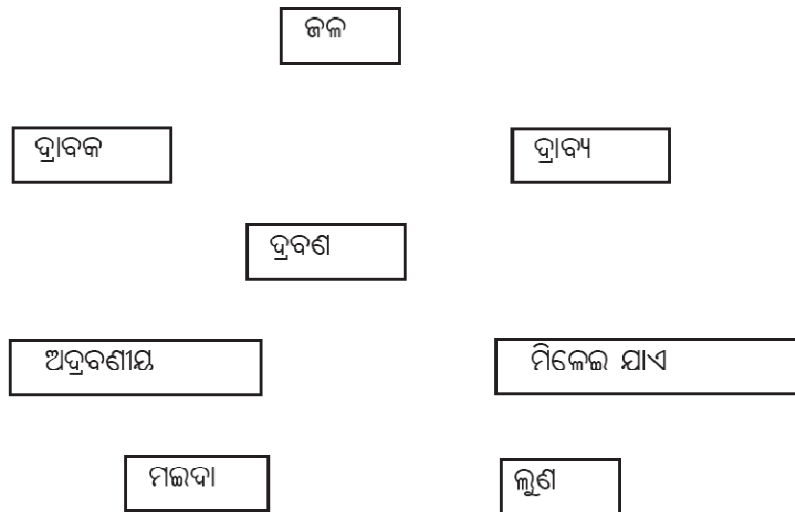 ଜଳ
ଦ୍ରାବକ
ଦ୍ରାବ୍ୟ
ଦ୍ରବଣ
ଅଦ୍ରବଣୀୟ
ମିଳେଇ ଯାଏ
ମଇଦା
ଲୁଣ